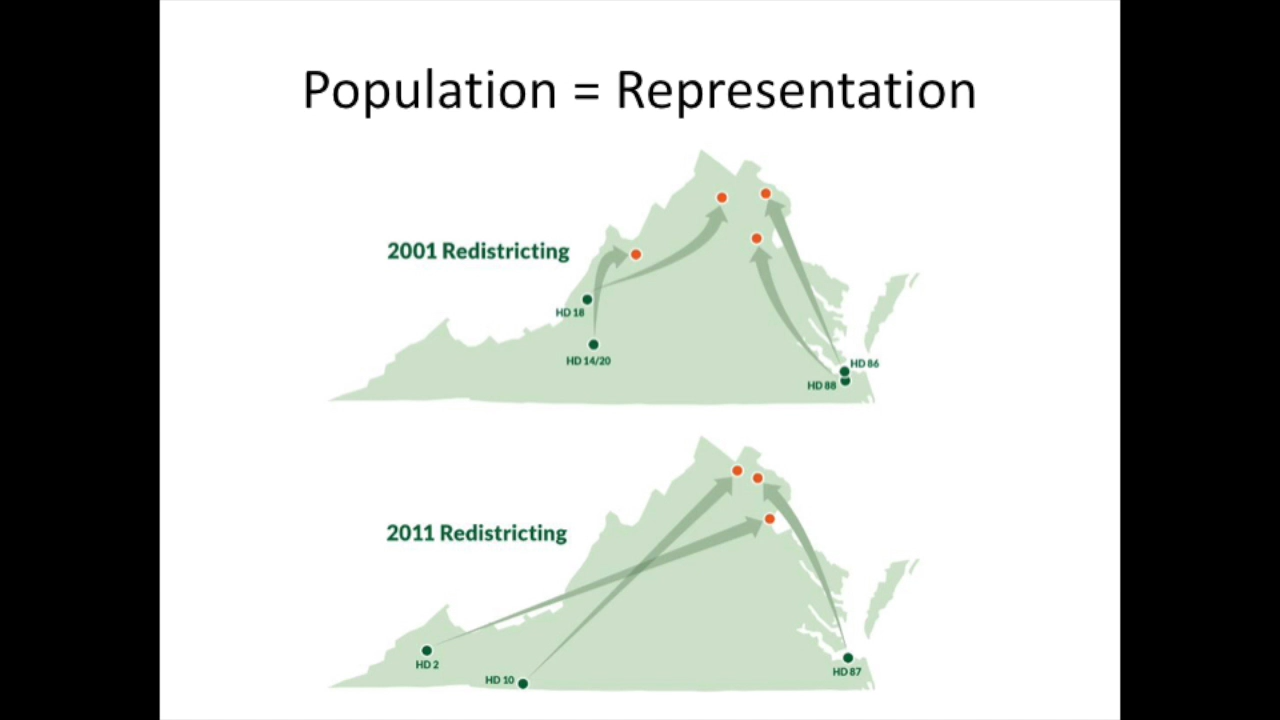 Population = Representation
2001 Redistricting
HD 18
HD 14/20
HD 86
HD 88
2011 Redistricting
HD 2
HD 10
HD 87